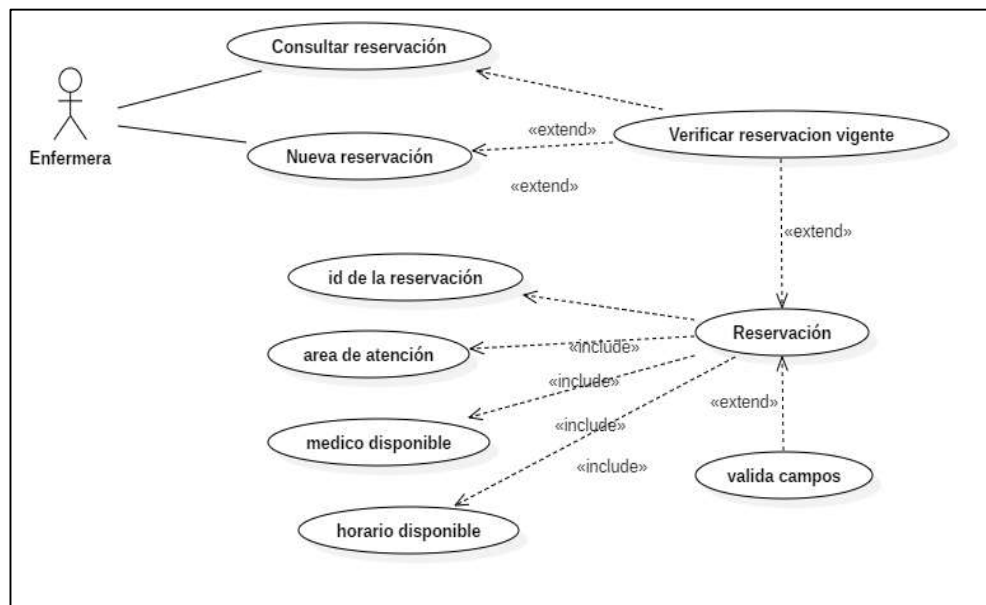 Consultar reservación
Enfermera
«extend»
Verificar reservacion vigente
Nueva reservación
«extend»
«extend»
id de la reservación
Reservación
area de atención
«include»
«include»
«extend»
medico disponible
«include»
«include»
valida campos
horario disponible